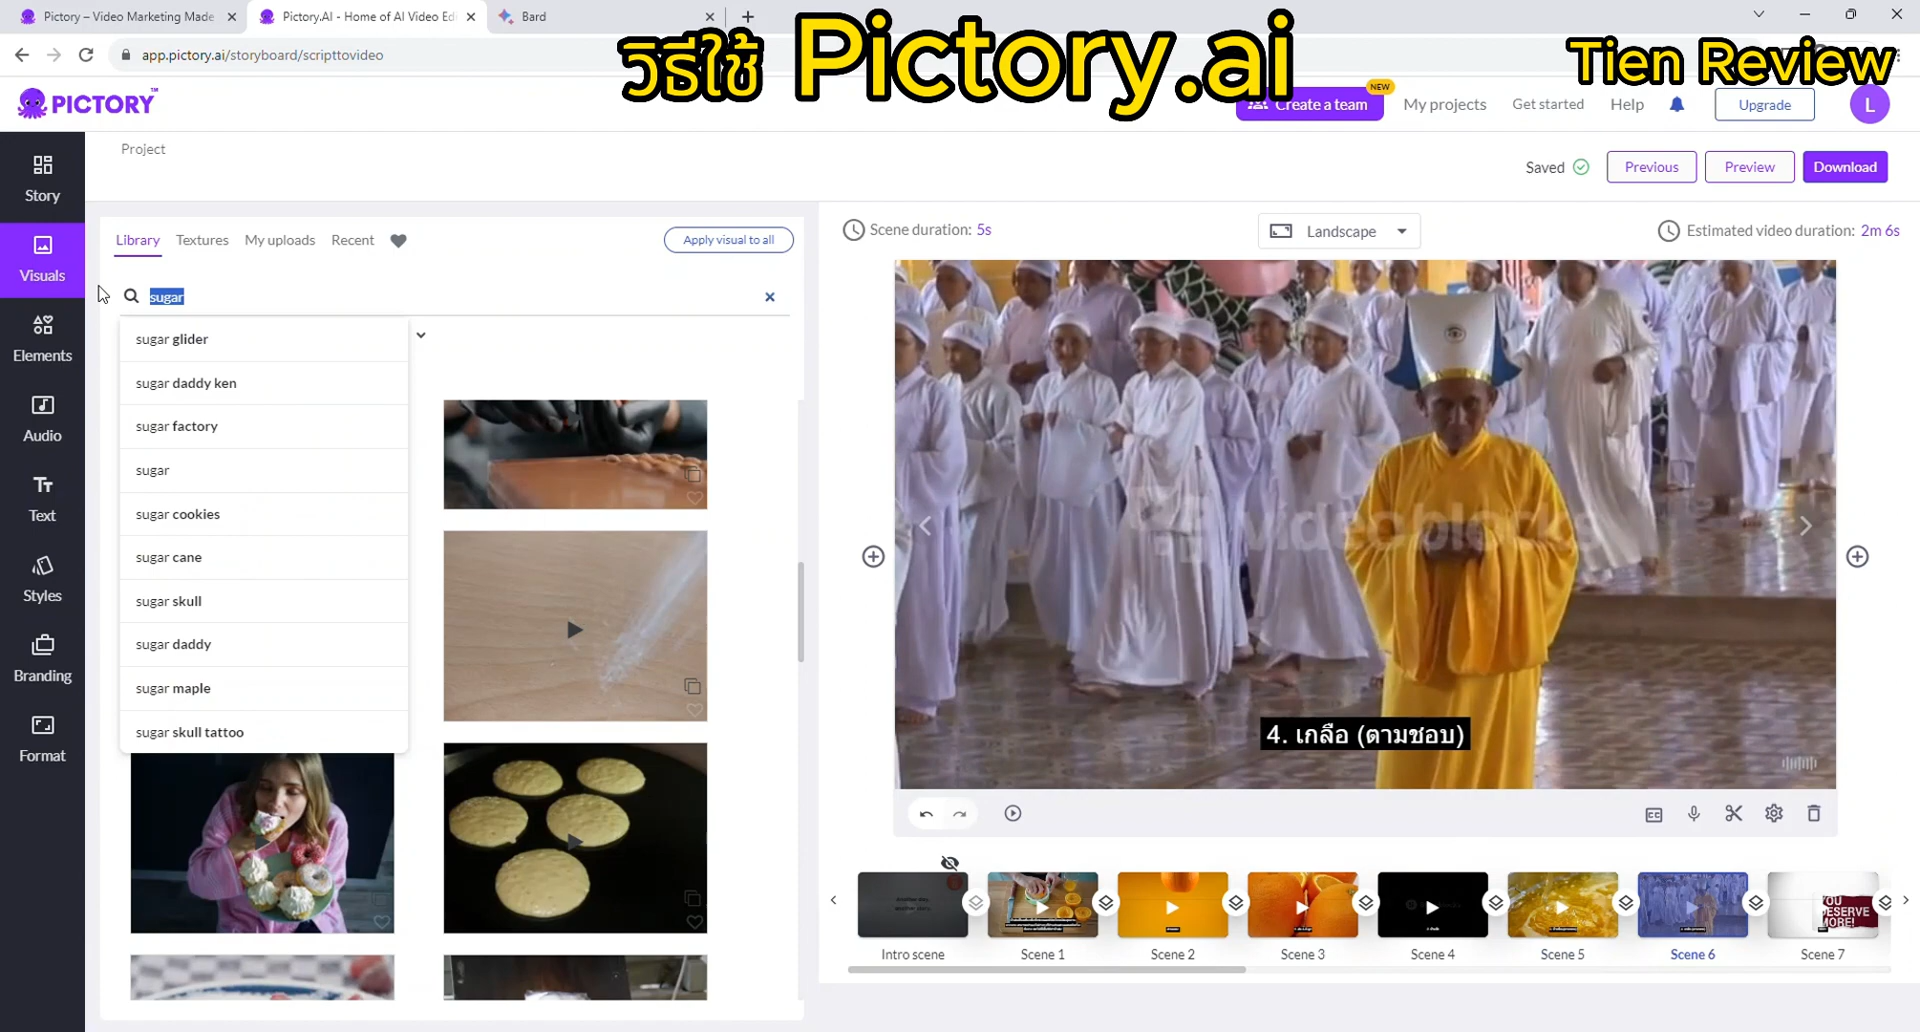 Pictory – Video Marketing Made
Pictory.AI - Home of AI Video Edi
Bard
app.pictory.ai/storyboard/scripttovideo
วิธีใช้ Pictory.ai
Tien Review
PICTORY
NEW
Create a team
My projects
Get started
Help
Upgrade
L
Project
Saved
Previous
Preview
Download
Story
Visuals
Elements
Audio
Text
Styles
Branding
Format
Library
Textures
My uploads
Recent
Apply visual to all
sugar
sugar glider
sugar daddy ken
sugar factory
sugar
sugar cookies
sugar cane
sugar skull
sugar daddy
sugar maple
sugar skull tattoo
Scene duration: 5s
Landscape
Estimated video duration: 2m 6s
videoblocks
4. เกลือ (ตามชอบ)
YOU
DESERVE
MORE!
Intro scene
Scene 1
Scene 2
Scene 3
Scene 4
Scene 5
Scene 6
Scene 7